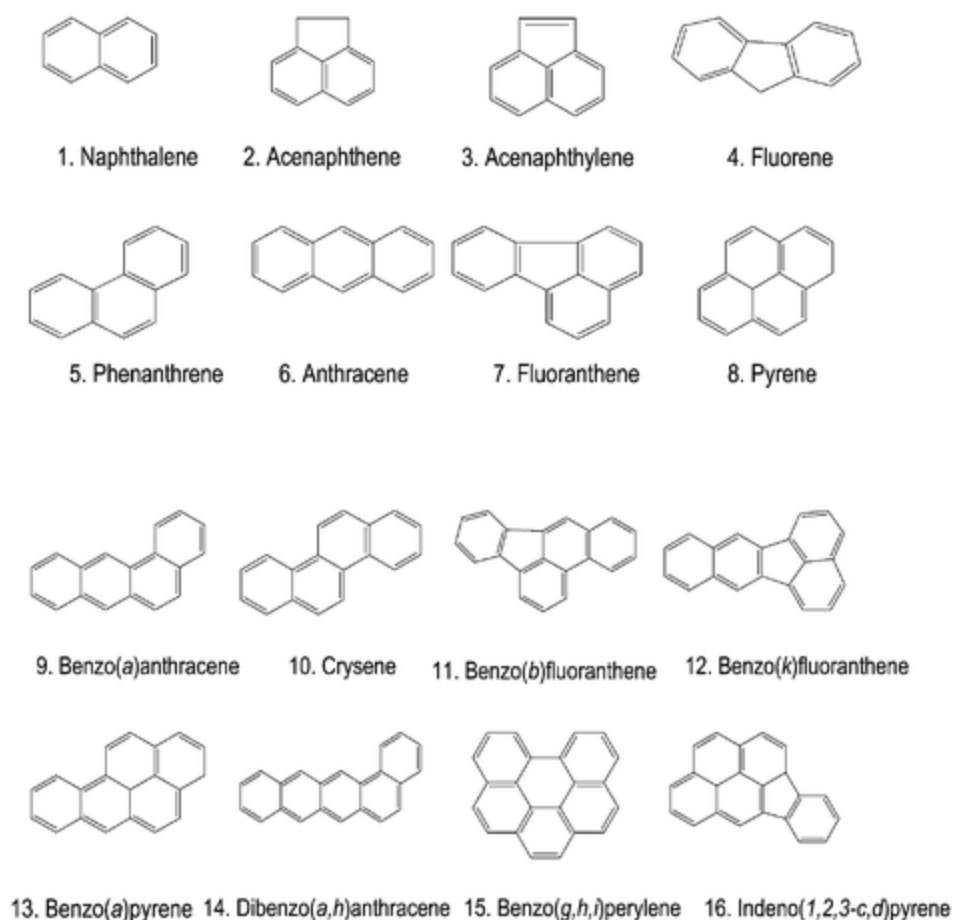 1. Naphthalene 2. Acenaphthene 3. Acenaphthylene 4. Fluorene
5. Phenanthrene 6. Anthracene 7. Fluoranthene 8. Pyrene
9. Benzo(a)anthracene 10. Crysene 11. Benzo(b)fluoranthene 12. Benzo(k)fluoranthene
13. Benzo(a)pyrene 14. Dibenzo(a,h)anthracene 15. Benzo(g,h,i)perylene 16. Indeno(1,2,3-c,d)pyrene